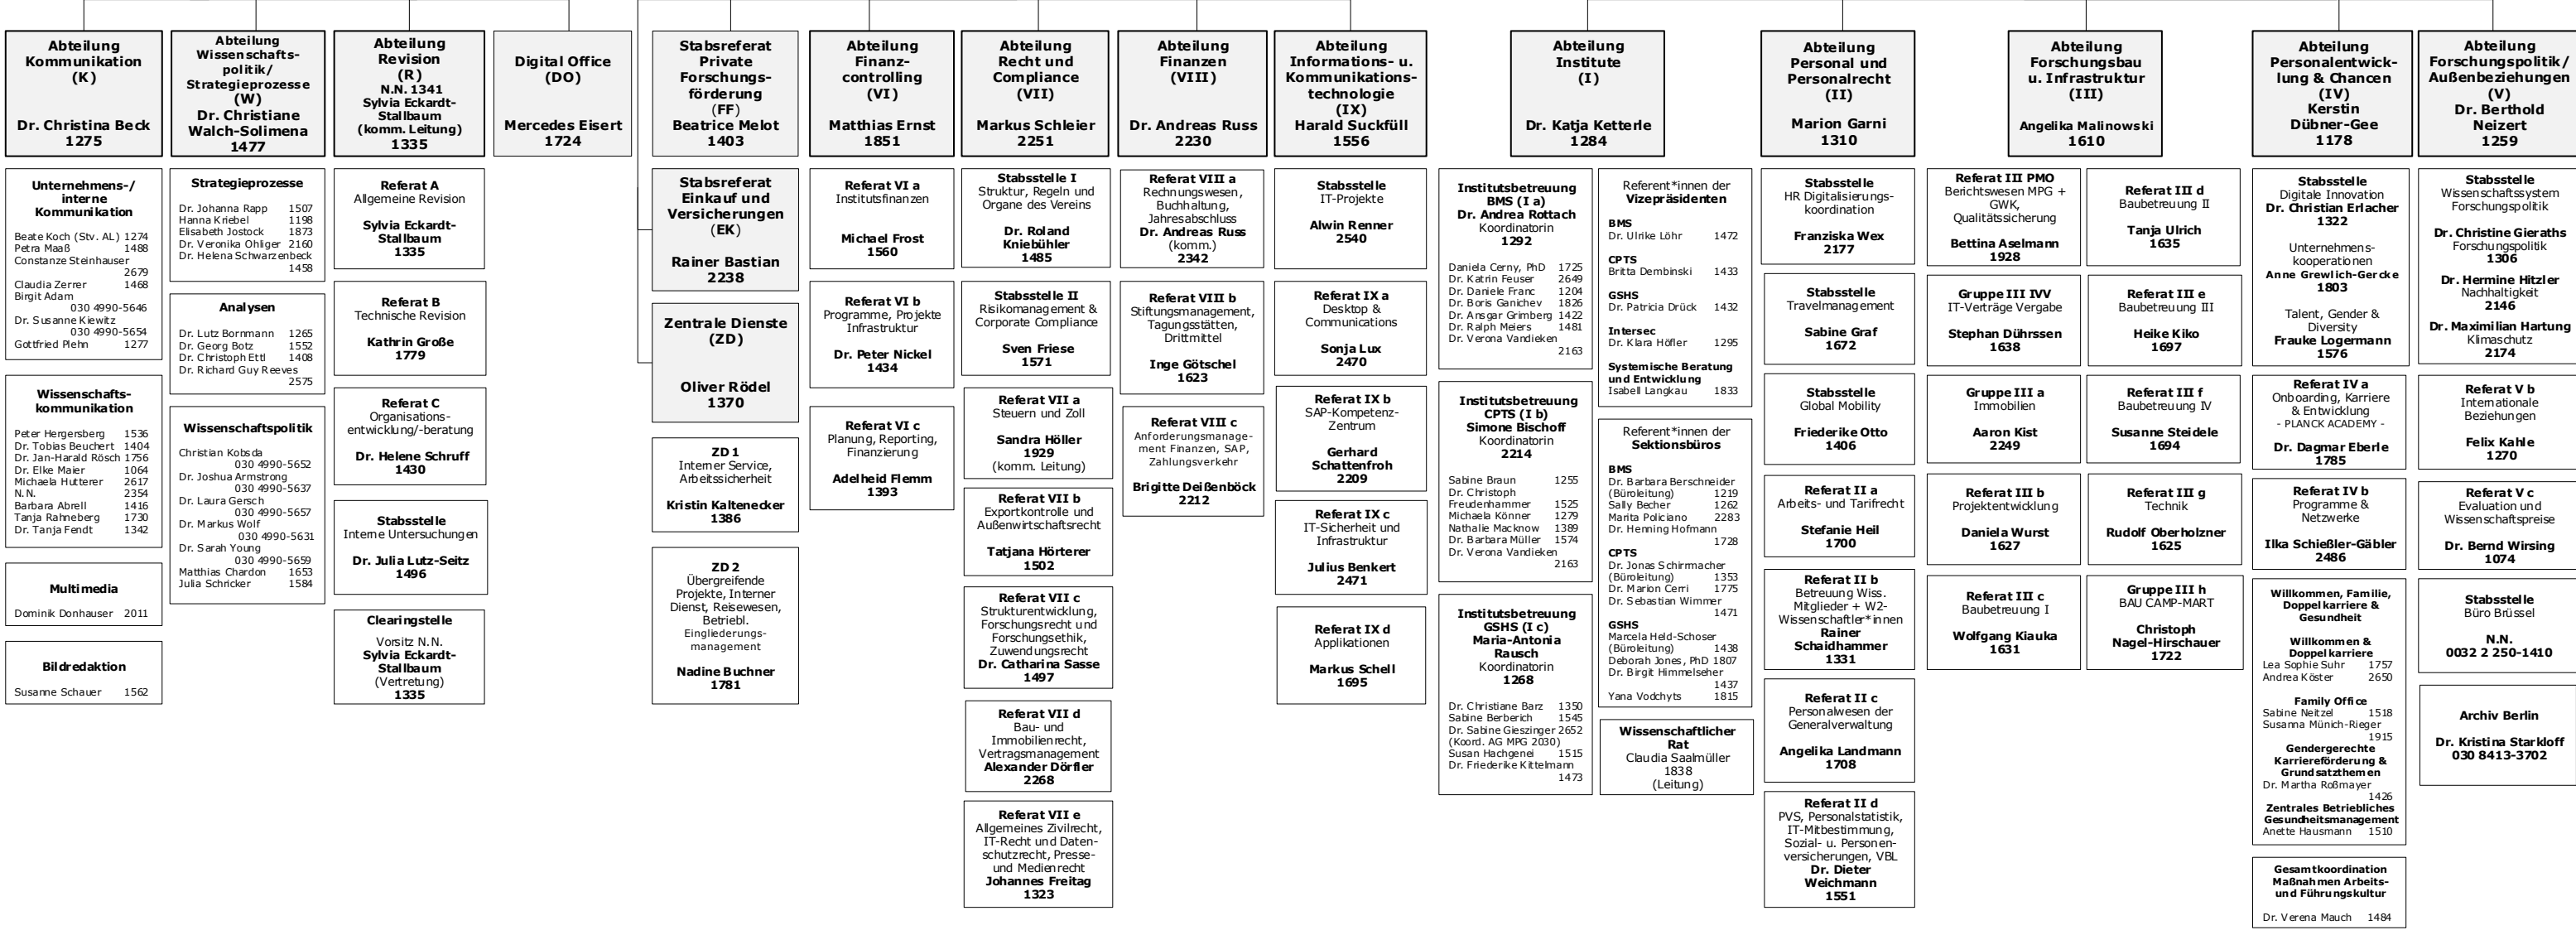 Abteilung
Kommunikation
(K)
Dr. Christina Beck
1275
Unternehmens-/
interne
Kommunikation
Beate Koch (Stv. AL) 1274
Petra Maaß 1488
Constanze Steinhauser
2679
Claudia Zerrer 1468
Birgit Adam
030 4990-5646
Dr. Susanne Kiewitz
030 4990-5654
Gottfried Plehn 1277
Wissenschafts-
kommunikation
Peter Hergersberg 1536
Dr. Tobias Beuchert 1404
Dr. Jan-Harald Rösch 1756
Dr. Elke Maier 1064
Michaela Hutterer 2617
N.N. 2354
Barbara Abrell 1416
Tanja Rahneberg 1730
Dr. Tanja Fendt 1342
Multimedia
Dominik Donhauser 2011
Bildredaktion
Susanne Schauer 1562
Abteilung
Wissenschafts-
politik/
Strategieprozesse
(W)
Dr. Christiane
Walch-Solimena
1477
Strategieprozesse
Dr. Johanna Rapp 1507
Hanna Kriebel 1198
Elisabeth Jostock 1873
Dr. Veronika Ohliger 2160
Dr. Helena Schwarzenbeck
1458
Analysen
Dr. Lutz Bornmann 1265
Dr. Georg Botz 1552
Dr. Christoph Ettl 1408
Dr. Richard Guy Reeves
2575
Wissenschaftspolitik
Christian Kobsda
030 4990-5652
Dr. Joshua Armstrong
030 4990-5637
Dr. Laura Gersch
030 4990-5657
Dr. Markus Wolf
030 4990-5631
Dr. Sarah Young
030 4990-5659
Matthias Chardon 1653
Julia Schricker 1584
Abteilung
Revision
(R)
N.N. 1341
Sylvia Eckardt-
Stallbaum
(komm. Leitung)
1335
Referat A
Allgemeine Revision
Sylvia Eckardt-
Stallbaum
1335
Referat B
Technische Revision
Kathrin Große
1779
Referat C
Organisations-
entwicklung/-beratung
Dr. Helene Schruff
1430
Stabsstelle
Interne Untersuchungen
Dr. Julia Lutz-Seitz
1496
Clearingstelle
Vorsitz N.N.
Sylvia Eckardt-
Stallbaum
(Vertretung)
1335
Digital Office
(DO)
Mercedes Eisert
1724
Stabsreferat
Private
Forschungs-
förderung
(FF)
Beatrice Melot
1403
Stabsreferat
Einkauf und
Versicherungen
(EK)
Rainer Bastian
2238
Zentrale Dienste
(ZD)
Oliver Rödel
1370
ZD 1
Interner Service,
Arbeitssicherheit
Kristin Kaltenecker
1386
ZD 2
Übergreifende
Projekte, Interner
Dienst, Reisewesen,
Betriebl.
Eingliederungs-
management
Nadine Buchner
1781
Abteilung
Finanz-
controlling
(VI)
Matthias Ernst
1851
Referat VI a
Institutsfinanzen
Michael Frost
1560
Referat VI b
Programme, Projekte
Infrastruktur
Dr. Peter Nickel
1434
Referat VI c
Planung, Reporting,
Finanzierung
Adelheid Flemm
1393
Abteilung
Recht und
Compliance
(VII)
Markus Schleier
2251
Stabsstelle I
Struktur, Regeln und
Organe des Vereins
Dr. Roland
Kniebühler
1485
Stabsstelle II
Risikomanagement &
Corporate Compliance
Sven Friese
1571
Referat VII a
Steuern und Zoll
Sandra Höller
1929
(komm. Leitung)
Referat VII b
Exportkontrolle und
Außenwirtschaftsrecht
Tatjana Hörterer
1502
Referat VII c
Strukturentwicklung,
Forschungsrecht und
Forschungsethik,
Zuwendungsrecht
Dr. Catharina Sasse
1497
Referat VII d
Bau- und
Immobilienrecht,
Vertragsmanagement
Alexander Dörfler
2268
Referat VII e
Allgemeines Zivilrecht,
IT-Recht und Daten-
schutzrecht, Presse-
und Medienrecht
Johannes Freitag
1323
Abteilung
Finanzen
(VIII)
Dr. Andreas Russ
2230
Referat VIII a
Rechnungswesen,
Buchhaltung,
Jahresabschluss
Dr. Andreas Russ
(komm.)
2342
Referat VIII b
Stiftungsmanagement,
Tagungsstätten,
Drittmittel
Inge Götschel
1623
Referat VIII c
Anforderungsmanage-
ment Finanzen, SAP,
Zahlungsverkehr
Brigitte Deißenböck
2212
Abteilung
Informations- u.
Kommunikations-
technologie
(IX)
Harald Suckfüll
1556
Stabsstelle
IT-Projekte
Alwin Renner
2540
Referat IX a
Desktop &
Communications
Sonja Lux
2470
Referat IX b
SAP-Kompetenz-
Zentrum
Gerhard
Schattenfroh
2209
Referat IX c
IT-Sicherheit und
Infrastruktur
Julius Benkert
2471
Referat IX d
Applikationen
Markus Schell
1695
Abteilung
Institute
(I)
Dr. Katja Ketterle
1284
Institutsbetreuung
BMS (I a)
Dr. Andrea Rottach
Koordinatorin
1292
Daniela Cerny, PhD 1725
Dr. Katrin Feuser 2649
Dr. Daniele Franc 1204
Dr. Boris Ganichev 1826
Dr. Ansgar Grimberg 1422
Dr. Ralph Meiers 1481
Dr. Verona Vandieken
2163
Institutsbetreuung
CPTS (I b)
Simone Bischoff
Koordinatorin
2214
Sabine Braun 1255
Dr. Christoph
Freudenhammer 1525
Michaela Könner 1279
Nathalie Macknow 1389
Dr. Barbara Müller 1574
Dr. Verona Vandieken
2163
Institutsbetreuung
GSHS (I c)
Maria-Antonia
Rausch
Koordinatorin
1268
Dr. Christiane Barz 1350
Sabine Berberich 1545
Dr. Sabine Gieszinger 2652
(Koord. AG MPG 2030)
Susan Hachgenei 1515
Dr. Friederike Kittelmann
1473
Referent*innen der
Vizepräsidenten
BMS
Dr. Ulrike Löhr 1472
CPTS
Britta Dembinski 1433
GSHS
Dr. Patricia Drück 1432
Intersec
Dr. Klara Höfler 1295
Systemische Beratung
und Entwicklung
Isabell Langkau 1833
Referent*innen der
Sektionsbüros
BMS
Dr. Barbara Berschneider
(Büroleitung) 1219
Sally Becher 1262
Marita Policiano 2283
Dr. Henning Hofmann
1728
CPTS
Dr. Jonas Schirrmacher
(Büroleitung) 1353
Dr. Marion Cerri 1775
Dr. Sebastian Wimmer
1471
GSHS
Marcela Held-Schoser
(Büroleitung) 1438
Deborah Jones, PhD 1807
Dr. Birgit Himmelseher
1437
Yana Vodchyts 1815
Wissenschaftlicher
Rat
Claudia Saalmüller
1838
(Leitung)
Abteilung
Personal und
Personalrecht
(II)
Marion Garni
1310
Stabsstelle
HR Digitalisierungs-
koordination
Franziska Wex
2177
Stabsstelle
Travelmanagement
Sabine Graf
1672
Stabsstelle
Global Mobility
Friederike Otto
1406
Referat II a
Arbeits- und Tarifrecht
Stefanie Heil
1700
Referat II b
Betreuung Wiss.
Mitglieder + W2-
Wissenschaftler*innen
Rainer
Schaidhammer
1331
Referat II c
Personalwesen der
Generalverwaltung
Angelika Landmann
1708
Referat II d
PVS, Personalstatistik,
IT-Mitbestimmung,
Sozial- u. Personen-
versicherungen, VBL
Dr. Dieter
Weichmann
1551
Abteilung
Forschungsbau
u. Infrastruktur
(III)
Angelika Malinowski
1610
Referat III PMO
Berichtswesen MPG +
GWK,
Qualitätssicherung
Bettina Aselmann
1928
Gruppe III IVV
IT-Verträge Vergabe
Stephan Dührssen
1638
Gruppe III a
Immobilien
Aaron Kist
2249
Referat III b
Projektentwicklung
Daniela Wurst
1627
Referat III c
Baubetreuung I
Wolfgang Kiauka
1631
Referat III d
Baubetreuung II
Tanja Ulrich
1635
Referat III e
Baubetreuung III
Heike Kiko
1697
Referat III f
Baubetreuung IV
Susanne Steidele
1694
Referat III g
Technik
Rudolf Oberholzner
1625
Gruppe III h
BAU CAMP-MART
Christoph
Nagel-Hirschauer
1722
Abteilung
Personalentwick-
lung & Chancen
(IV)
Kerstin
Dübner-Gee
1178
Stabsstelle
Digitale Innovation
Dr. Christian Erlacher
1322
Unternehmens-
kooperationen
Anne Grewlich-Gercke
1803
Talent, Gender &
Diversity
Frauke Logermann
1576
Referat IV a
Onboarding, Karriere
& Entwicklung
- PLANCK ACADEMY -
Dr. Dagmar Eberle
1785
Referat IV b
Programme &
Netzwerke
Ilka Schießler-Gäbler
2486
Willkommen, Familie,
Doppelkarriere &
Gesundheit
Willkommen &
Doppelkarriere
Lea Sophie Suhr 1757
Andrea Köster 2650
Family Office
Sabine Neitzel 1518
Susanna Münich-Rieger
1915
Gendergerechte
Karriereförderung &
Grundsatzthemen
Dr. Martha Roßmayer
1426
Zentrales Betriebliches
Gesundheitsmanagement
Anette Hausmann 1510
Gesamtkoordination
Maßnahmen Arbeits-
und Führungskultur
Dr. Verena Mauch 1484
Abteilung
Forschungspolitik/
Außenbeziehungen
(V)
Dr. Berthold
Neizert
1259
Stabsstelle
Wissenschaftssystem
Forschungspolitik
Dr. Christine Gieraths
Forschungspolitik
1306
Dr. Hermine Hitzler
Nachhaltigkeit
2146
Dr. Maximilian Hartung
Klimaschutz
2174
Referat V b
Internationale
Beziehungen
Felix Kahle
1270
Referat V c
Evaluation und
Wissenschaftspreise
Dr. Bernd Wirsing
1074
Stabsstelle
Büro Brüssel
N.N.
0032 2 250-1410
Archiv Berlin
Dr. Kristina Starkloff
030 8413-3702